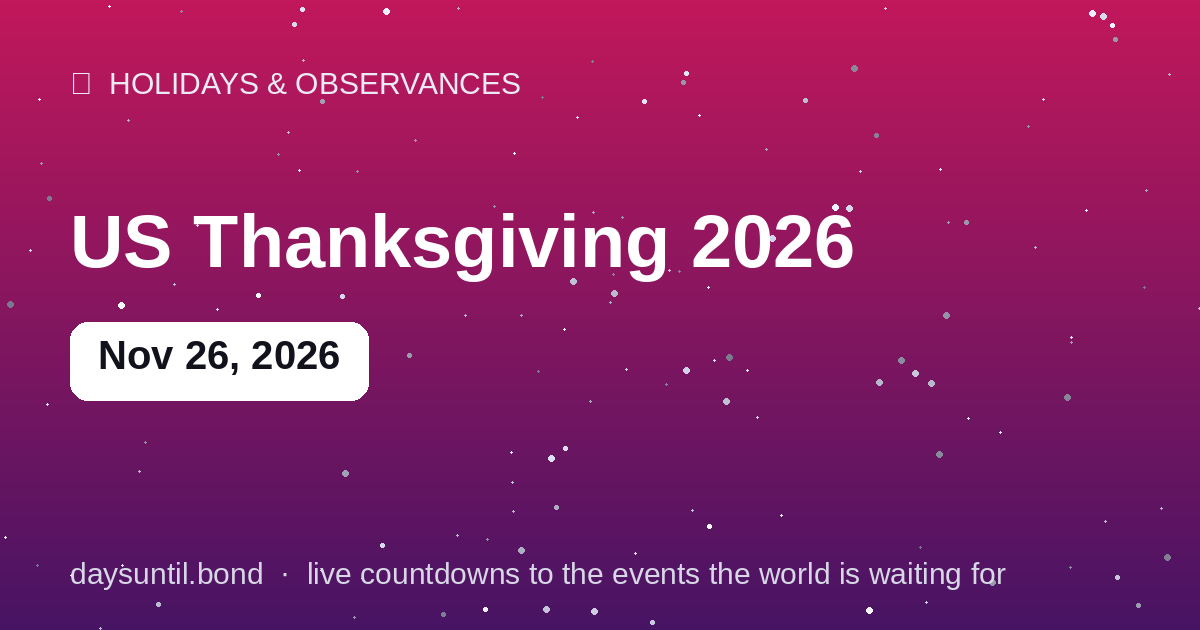 HOLIDAYS & OBSERVANCES
US Thanksgiving 2026
Nov 26, 2026
daysuntil.bond · live countdowns to the events the world is waiting for